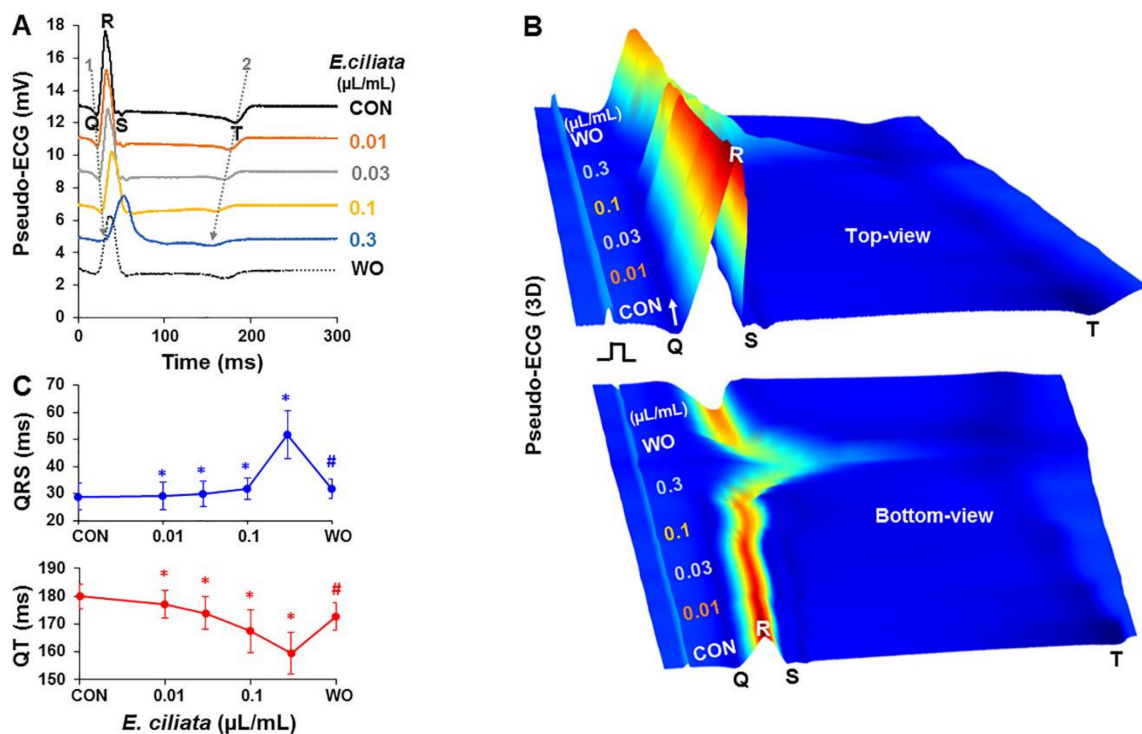 A
Pseudo-ECG (mV)
18
16
14
12
10
8
6
4
2
0
R
1
2
Q
S
T
E.ciliata
(µL/mL)
CON
0.01
0.03
0.1
0.3
WO
0
100
200
300
Time (ms)
B
Pseudo-ECG (3D)
(µL/mL)
WO
0.3
0.1
0.03
0.01
CON
R
Top-view
Q
S
T
(µL/mL)
WO
0.3
0.1
0.03
0.01
CON
R
Bottom-view
Q
S
T
C
QRS (ms)
70
60
50
40
30
20
* * * * #
CON 0.01 0.1 WO
QT (ms)
190
180
170
160
150
* * * * #
CON 0.01 0.1 WO
E. ciliata (µL/mL)